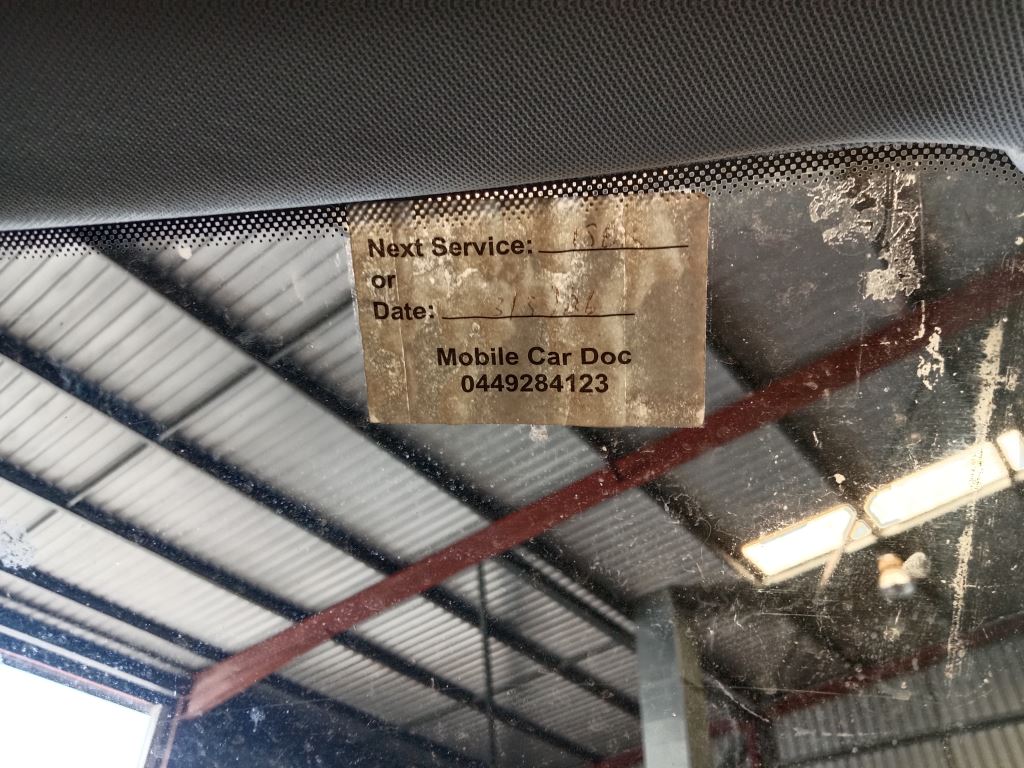 Next Service:
or
Date:
Mobile Car Doc
0449284123